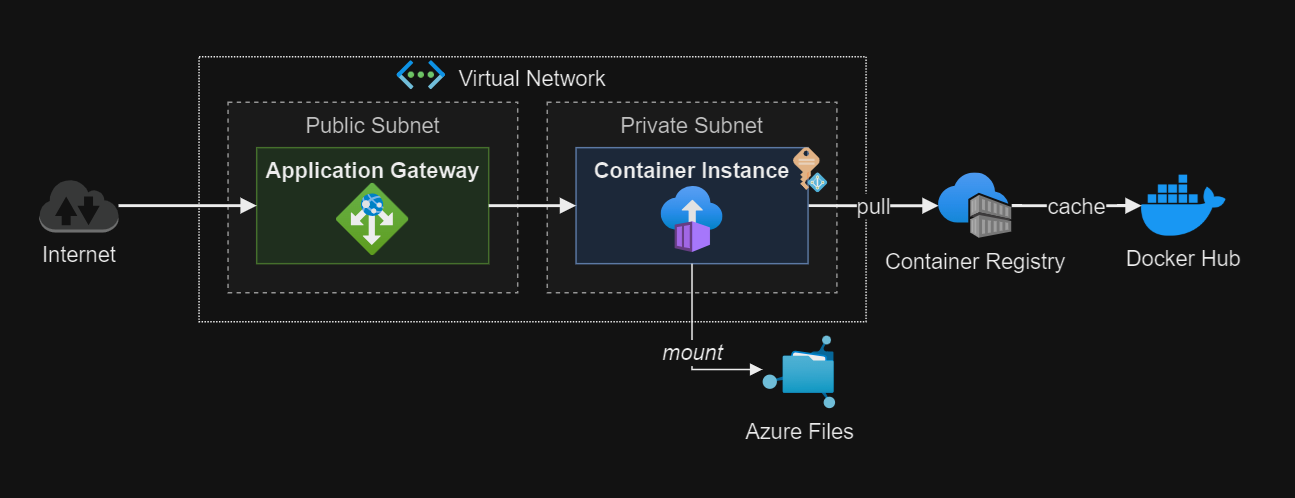 Virtual Network
Public Subnet
Private Subnet
Application Gateway
Container Instance
Internet
pull
cache
Container Registry
Docker Hub
mount
Azure Files